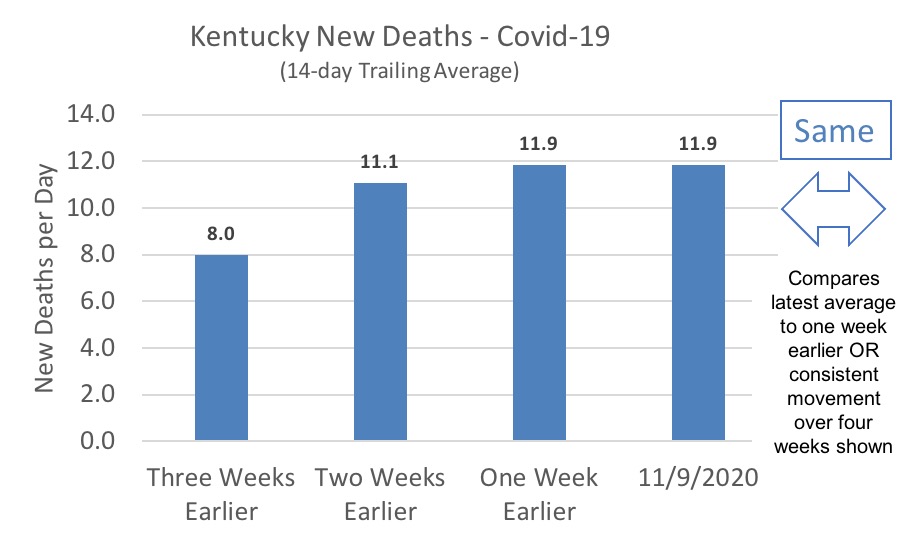 Kentucky New Deaths - Covid-19
(14-day Trailing Average)
New Deaths per Day
14.0
12.0
10.0
8.0
6.0
4.0
2.0
0.0
8.0
11.1
11.9
11.9
Three Weeks
Earlier
Two Weeks
Earlier
One Week
Earlier
11/9/2020
Same
Compares
latest average
to one week
earlier OR
consistent
movement
over four
weeks shown